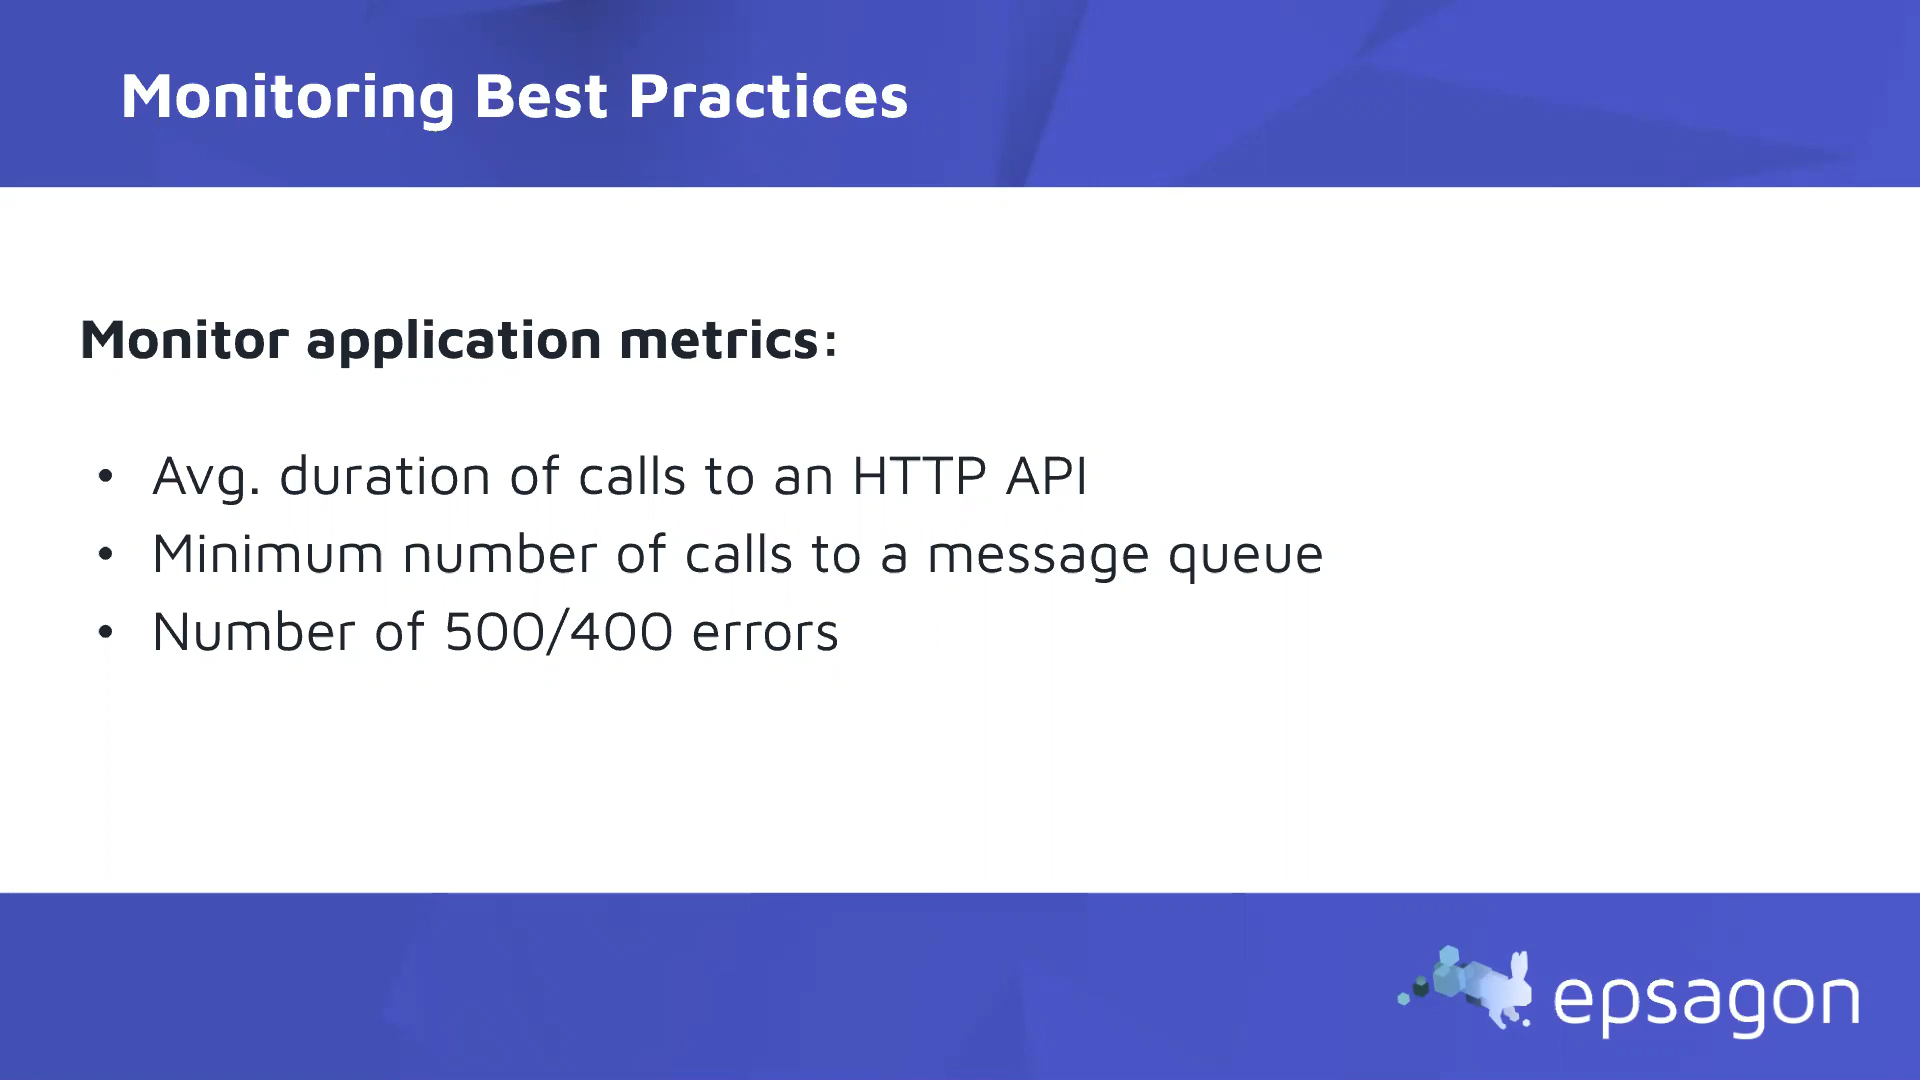 Monitoring Best Practices
Monitor application metrics:
• Avg. duration of calls to an HTTP API
• Minimum number of calls to a message queue
• Number of 500/400 errors
epsagon